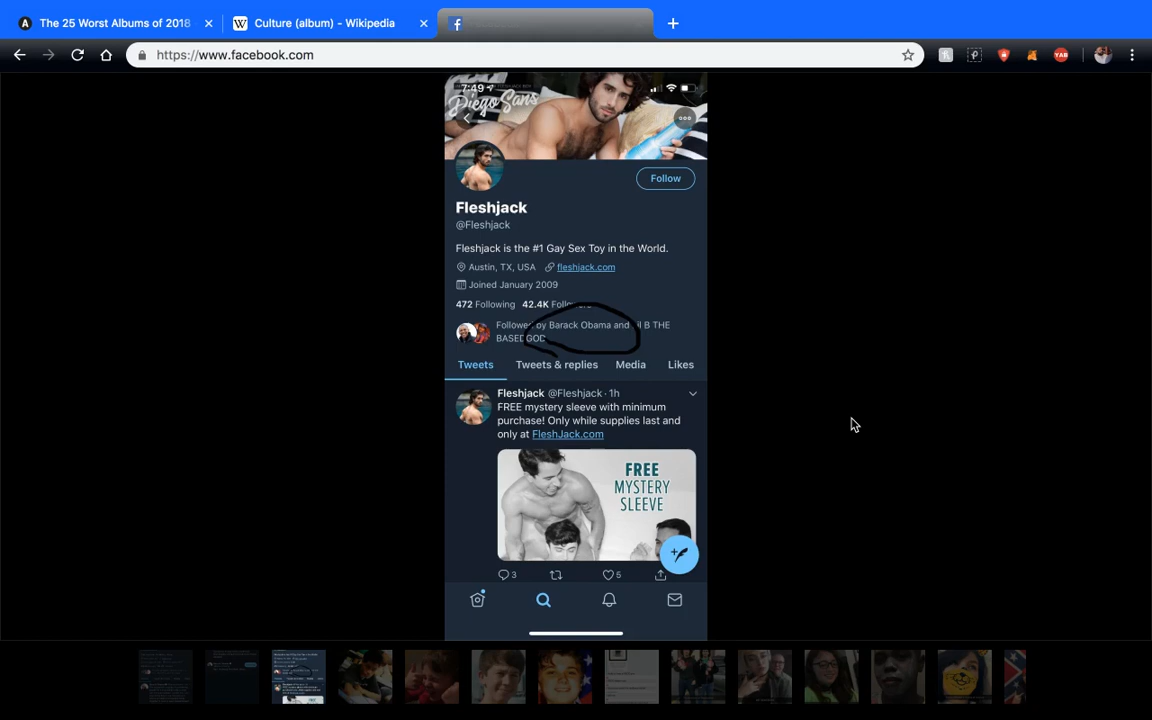 The 25 Worst Albums of 2018
Culture (album) - Wikipedia
https://www.facebook.com
YAB
7:49
Diego Sans
Follow
Fleshjack
@Fleshjack
Fleshjack is the #1 Gay Sex Toy in the World.
Austin, TX, USA fleshjack.com
Joined January 2009
472 Following 42.4K Followers
Followed by Barack Obama and Lil B THE
BASEDGOD
Tweets Tweets & replies Media Likes
Fleshjack @Fleshjack · 1h
FREE mystery sleeve with minimum
purchase! Only while supplies last and
only at FleshJack.com
FREE
MYSTERY
SLEEVE
3 5